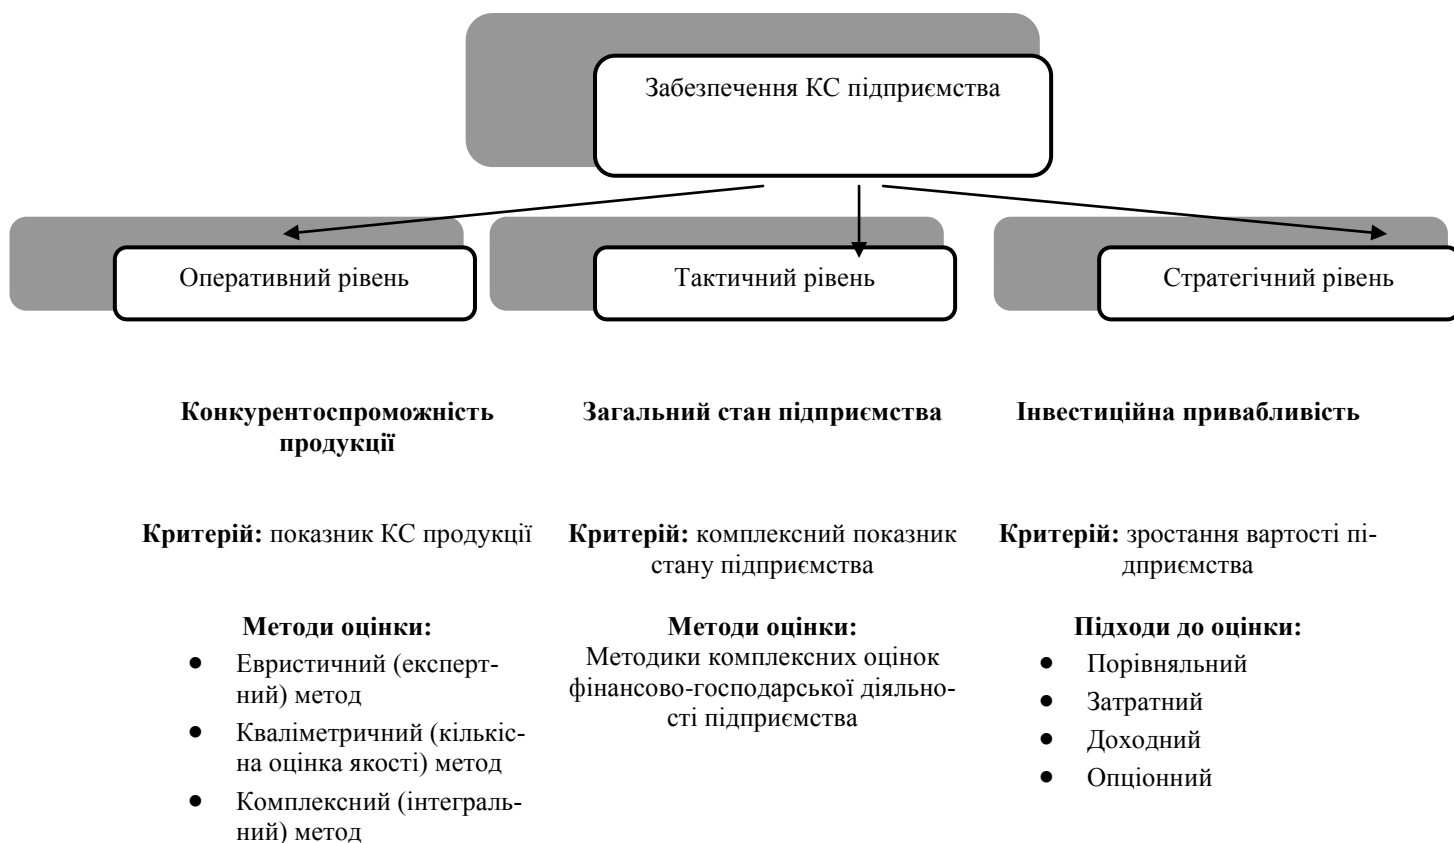 Забезпечення КС підприємства
Оперативний рівень
Тактичний рівень
Стратегічний рівень
Конкурентоспроможність
продукції
Критерій: показник КС продукції
Методи оцінки:
• Евристичний (експерт-
ний) метод
• Кваліметричний (кількіс-
на оцінка якості) метод
• Комплексний (інтеграль-
ний) метод
Загальний стан підприємства
Критерій: комплексний показник
стану підприємства
Методи оцінки:
Методики комплексних оцінок
фінансово-господарської діяльно-
сті підприємства
Інвестиційна привабливість
Критерій: зростання вартості пі-
дприємства
Підходи до оцінки:
• Порівняльний
• Затратний
• Доходний
• Опціонний